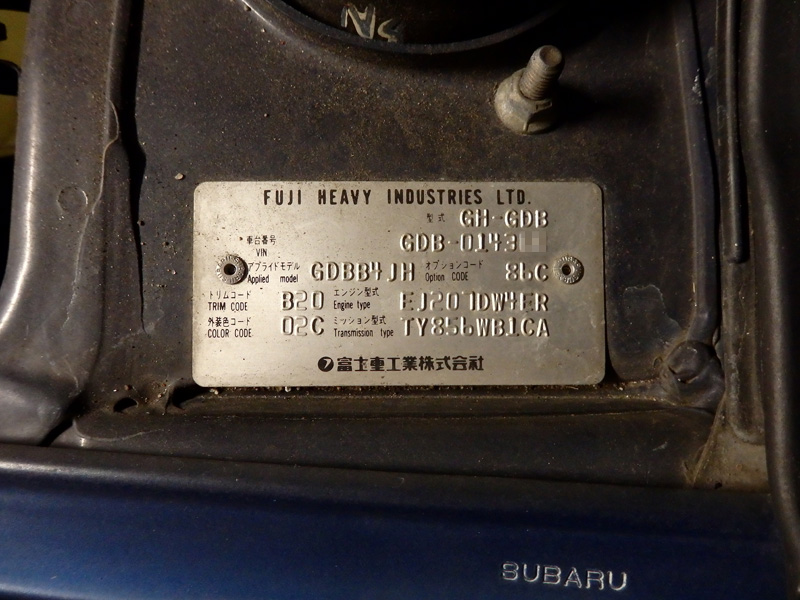 FUJI HEAVY INDUSTRIES LTD.
型式 GH-GDB
車台番号 VIN GDB-0143
アプライドモデル Applied model GDBB4JH オプションコード Option CODE 86C
トリムコード TRIM CODE B20 エンジン型式 Engine type EJ207DW4ER
外装色コード COLOR CODE 02C ミッション型式 Transmission type TY856WB1CA
富士重工業株式会社
SUBARU